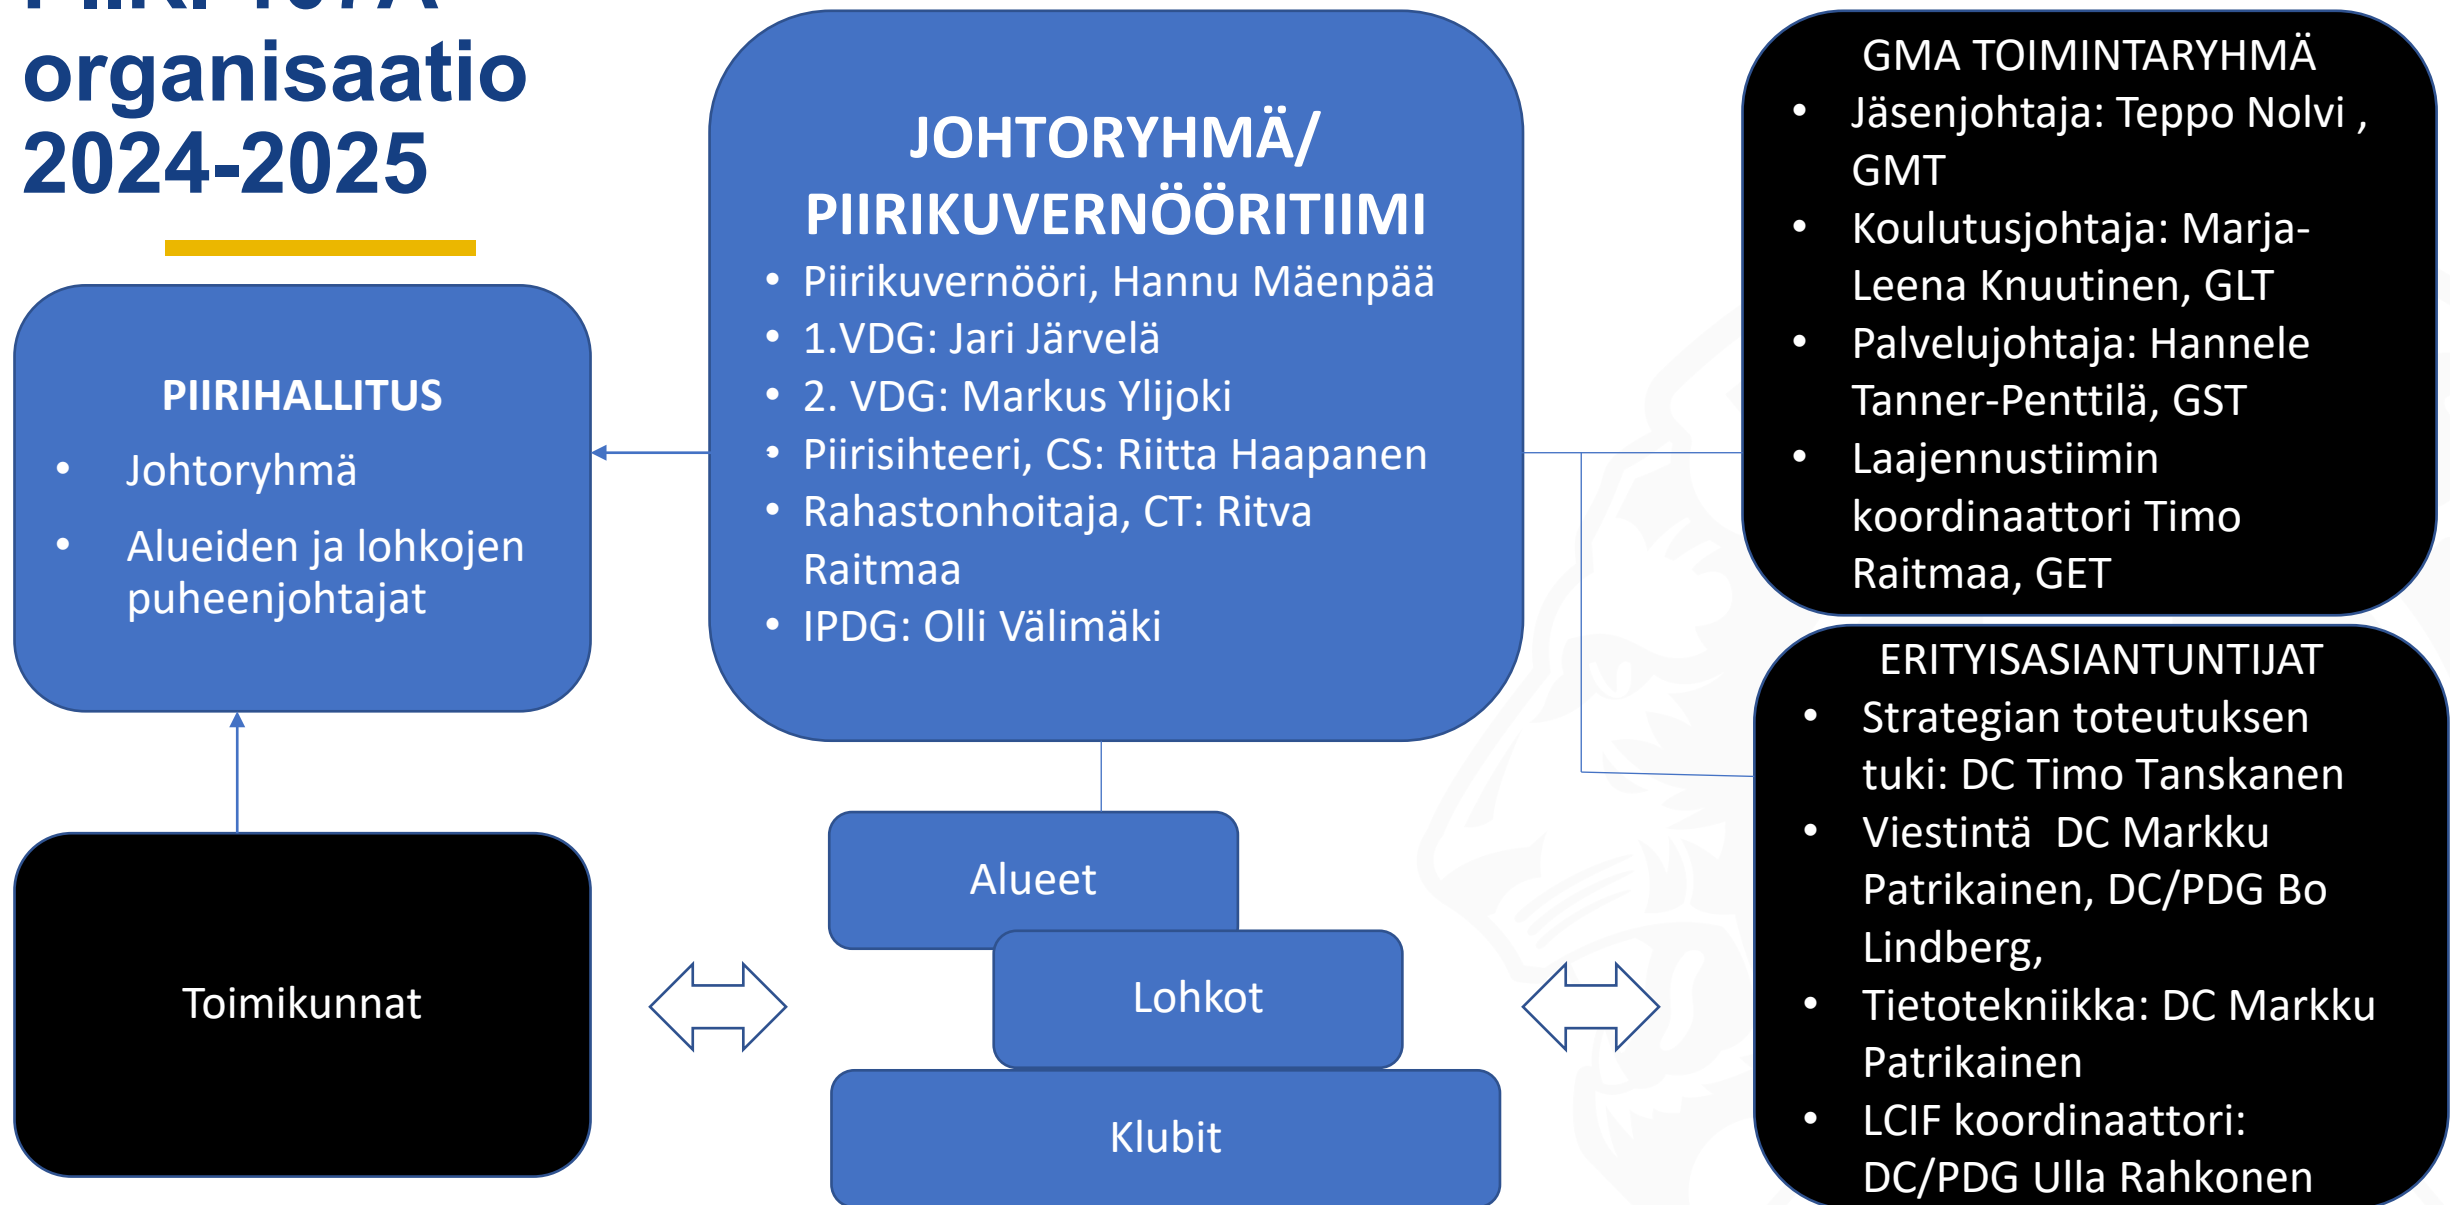 organisaatio
2024-2025
PIIRIHALLITUS
• Johtoryhmä
• Alueiden ja lohkojen
puheenjohtajat
Toimikunnat
JOHTORYHMÄ/
PIIRIKUVERNÖÖRITIIMI
• Piirikuvernööri, Hannu Mäenpää
• 1.VDG: Jari Järvelä
• 2. VDG: Markus Ylijoki
• Piirisihteeri, CS: Riitta Haapanen
• Rahastonhoitaja, CT: Ritva
Raitmaa
• IPDG: Olli Välimäki
Alueet
Lohkot
Klubit
GMA TOIMINTARYHMÄ
• Jäsenjohtaja: Teppo Nolvi ,
GMT
• Koulutusjohtaja: Marja-
Leena Knuutinen, GLT
• Palvelujohtaja: Hannele
Tanner-Penttilä, GST
• Laajennustiimin
koordinaattori Timo
Raitmaa, GET
ERITYISASIANTUNTIJAT
• Strategian toteutuksen
tuki: DC Timo Tanskanen
• Viestintä  DC Markku
Patrikainen, DC/PDG Bo
Lindberg,
• Tietotekniikka: DC Markku
Patrikainen
• LCIF koordinaattori:
DC/PDG Ulla Rahkonen